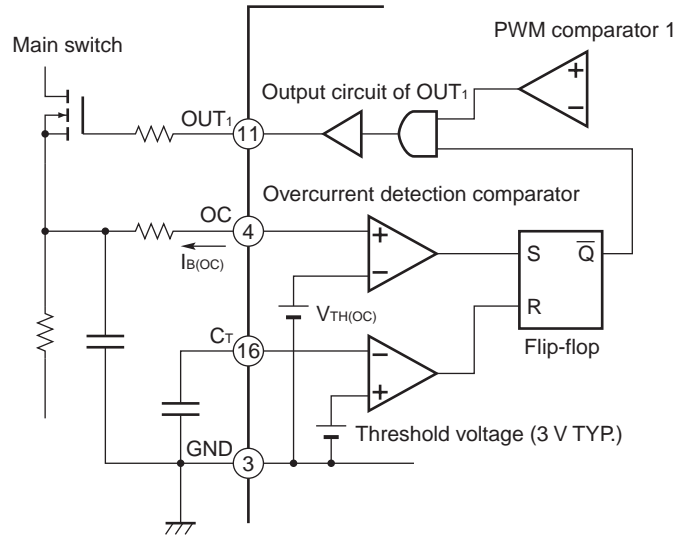 PWM comparator 1
Main switch
+
−
Output circuit of OUT1
OUT1
11
Overcurrent detection comparator
OC
4
+
−
IB(OC)
S Q̅
R
VTH(OC)
Flip-flop
CT
16
−
+
Threshold voltage (3 V TYP.)
GND
3